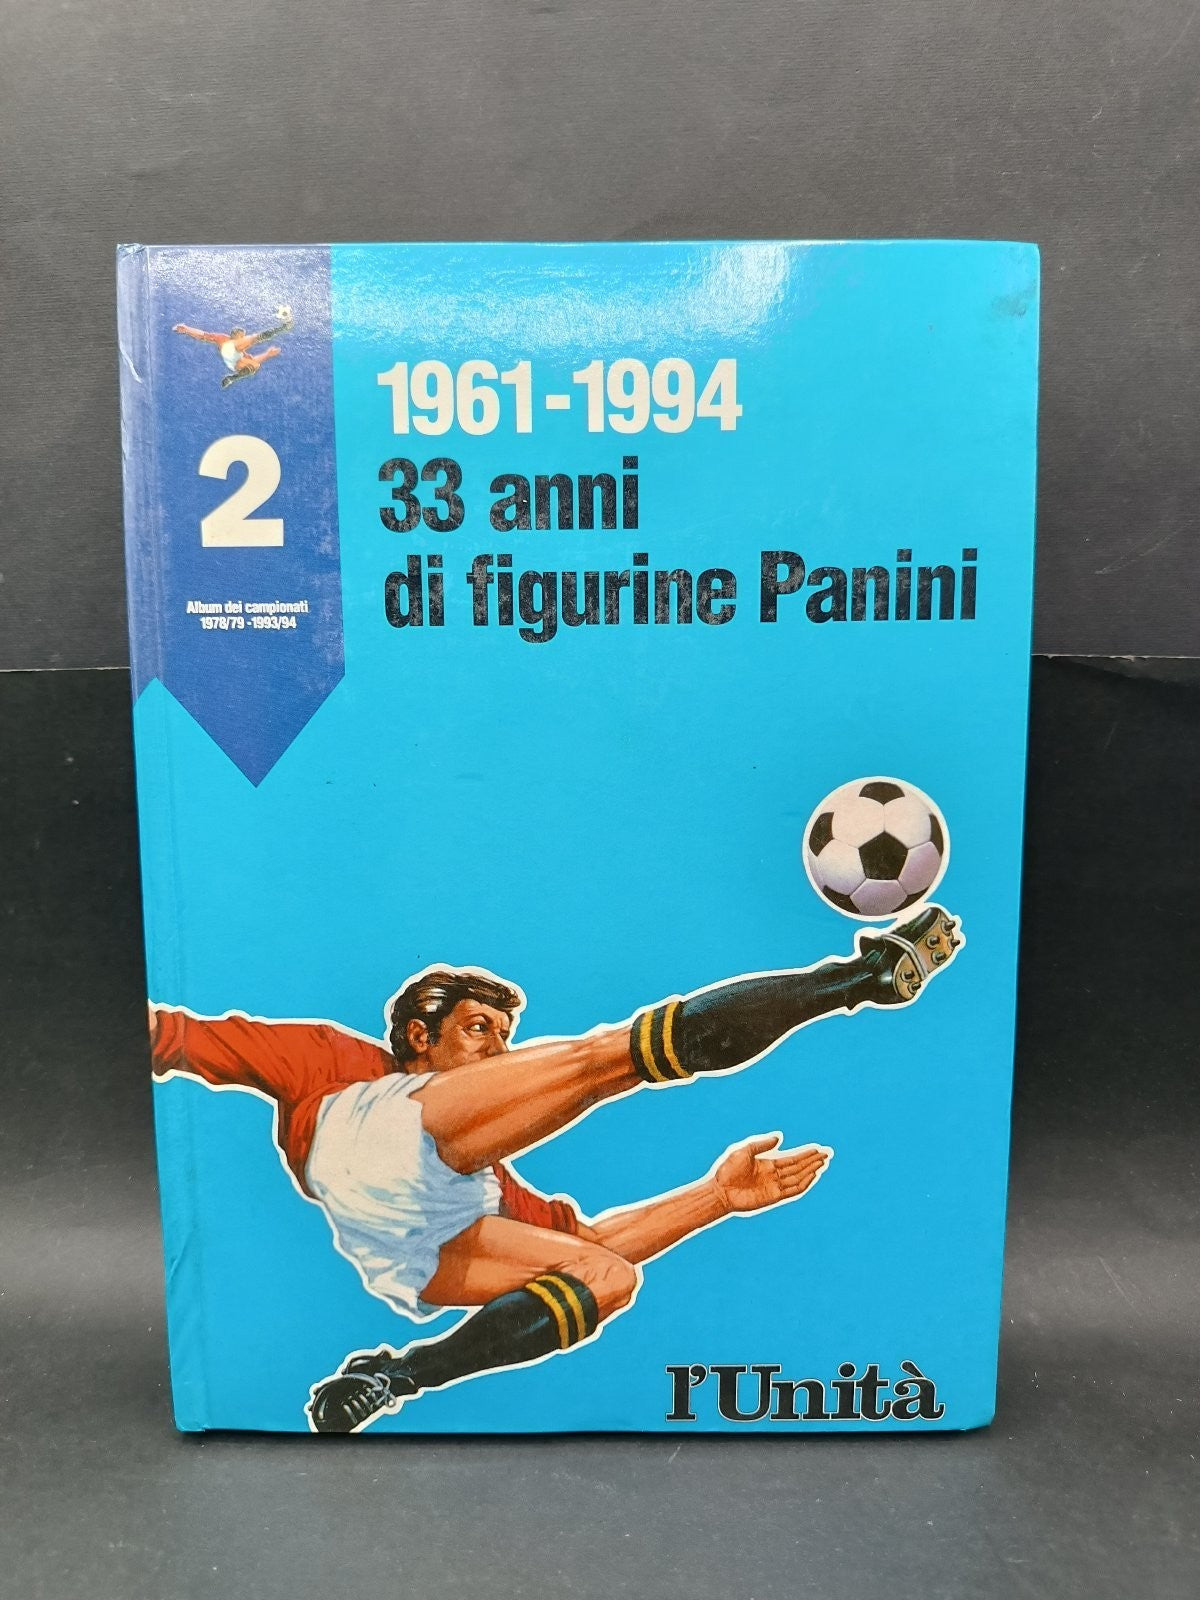 2
Album dei campionati
1978/79 - 1993/94
1961-1994
33 anni
di figurine Panini
l'Unità